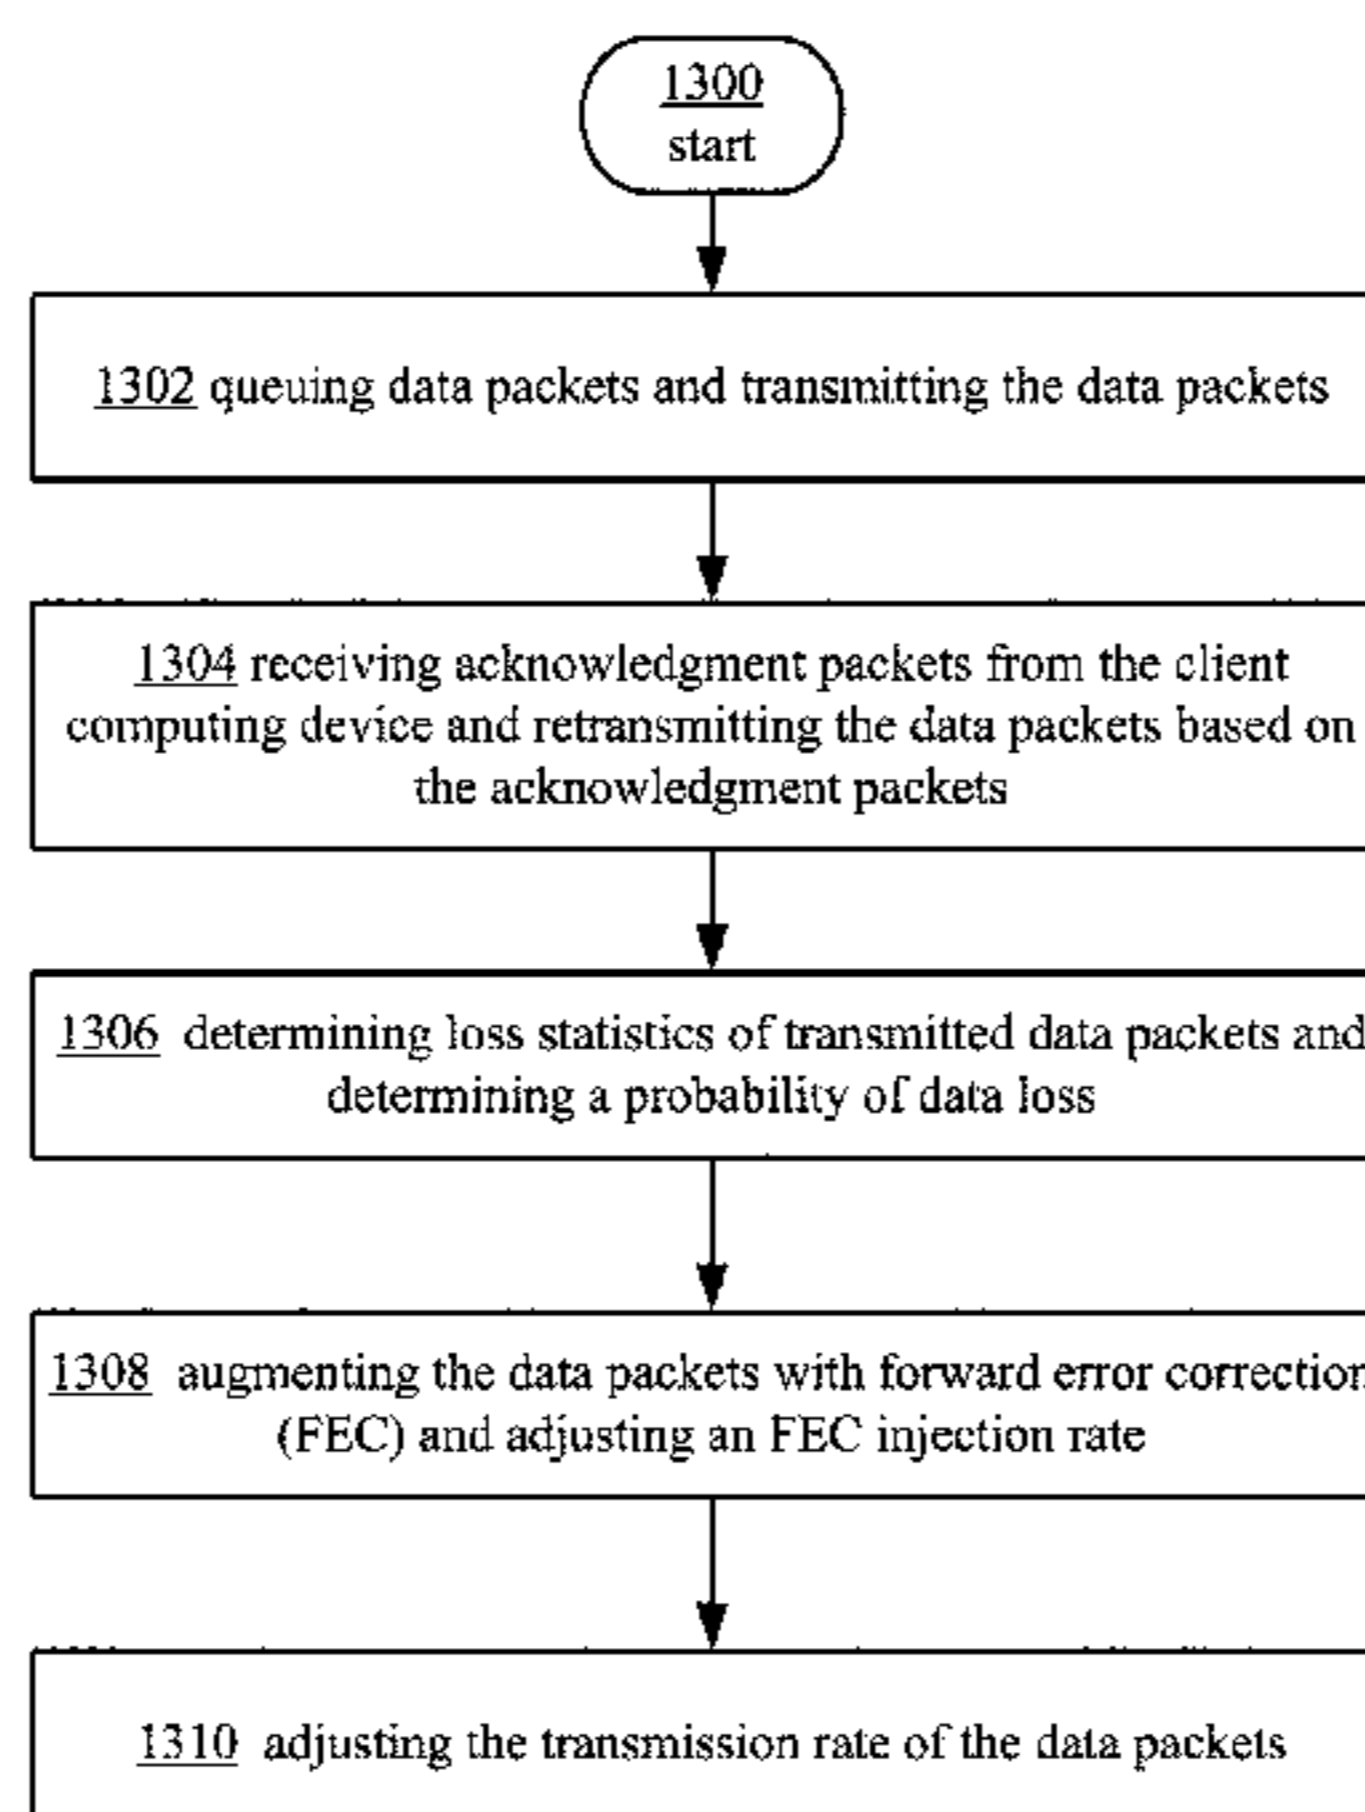 1300
start
1302 queuing data packets and transmitting the data packets
1304 receiving acknowledgment packets from the client
computing device and retransmitting the data packets based on
the acknowledgment packets
1306 determining loss statistics of transmitted data packets and
determining a probability of data loss
1308 augmenting the data packets with forward error correction
(FEC) and adjusting an FEC injection rate
1310 adjusting the transmission rate of the data packets